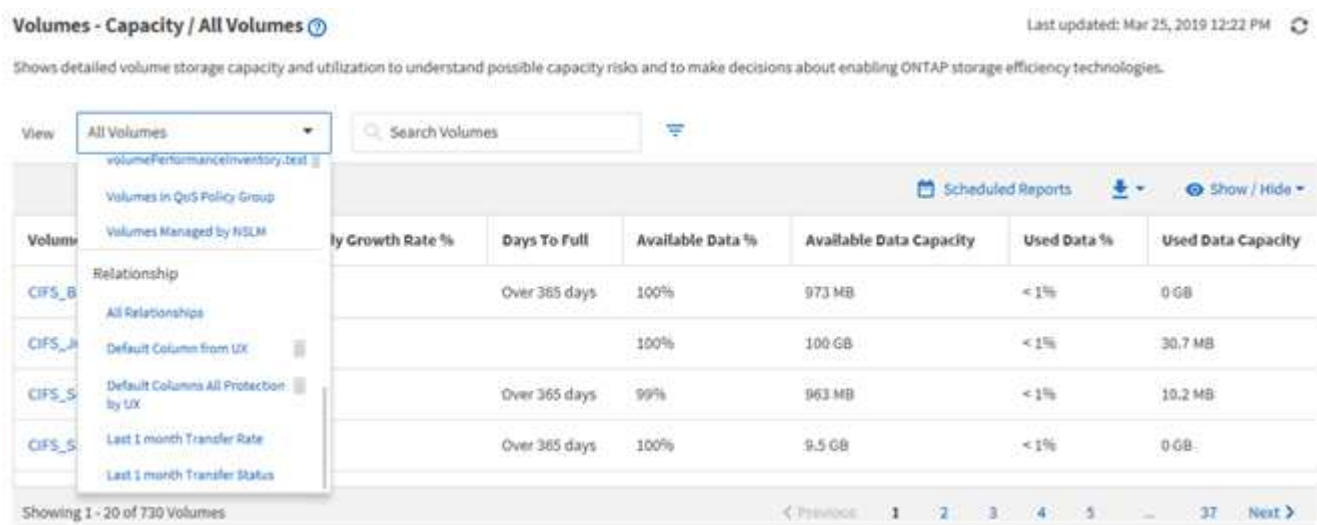 Volumes - Capacity / All Volumes
Last updated: Mar 25, 2019 12:22 PM
Shows detailed volume storage capacity and utilization to understand possible capacity risks and to make decisions about enabling ONTAP storage efficiency technologies.
View All Volumes Search Volumes
volumePerformanceInventory.test
Volumes in QoS Policy Group
Volumes Managed by NSLM
Relationship
All Relationships
Default Column from UX
Default Columns All Protection
by UX
Last 1 month Transfer Rate
Last 1 month Transfer Status
Scheduled Reports Show / Hide
Volum ly Growth Rate % Days To Full Available Data % Available Data Capacity Used Data % Used Data Capacity
CIFS_B Over 365 days 100% 973 MB <1% 0 GB
CIFS_J 100% 100 GB <1% 30.7 MB
CIFS_S Over 365 days 99% 963 MB <1% 10.2 MB
CIFS_S Over 365 days 100% 9.5 GB <1% 0 GB
Showing 1 - 20 of 730 Volumes Previous 1 2 3 4 5 ... 37 Next